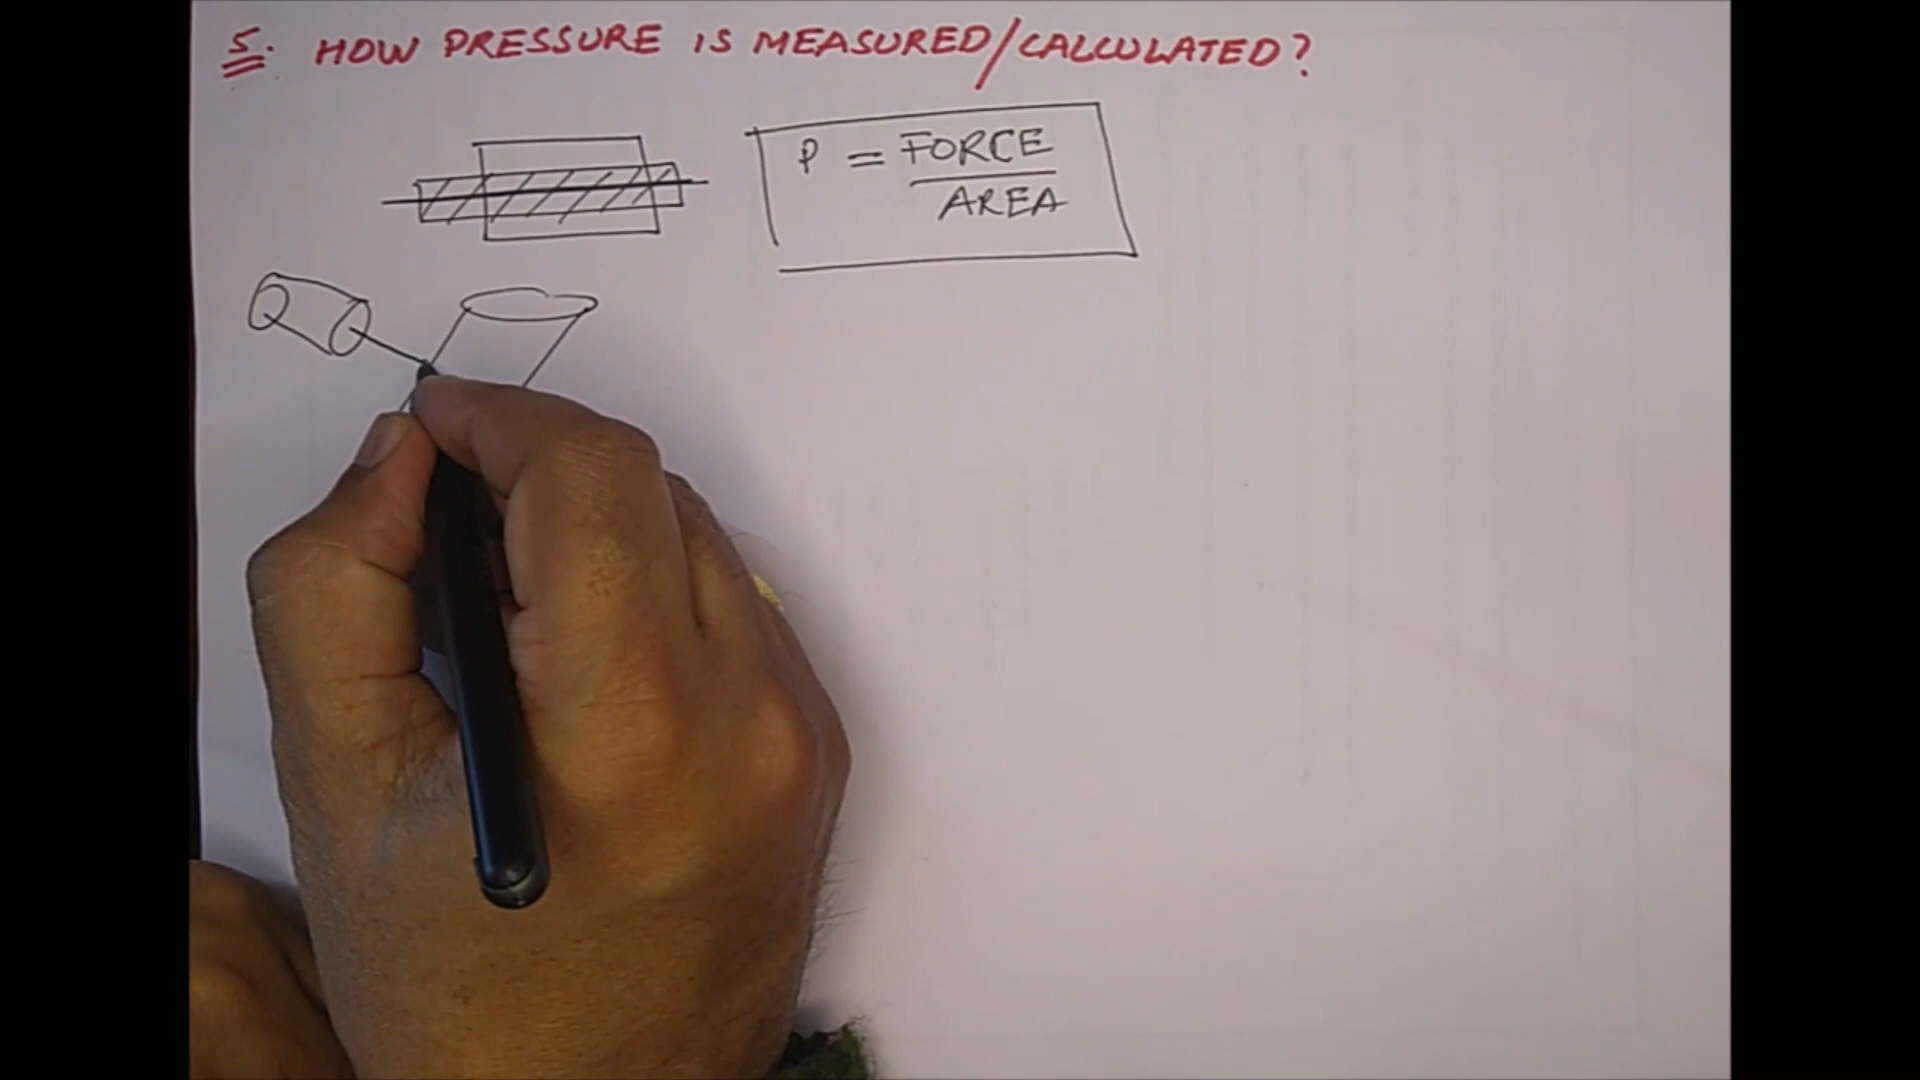 5. HOW PRESSURE IS MEASURED/CALCULATED?
P = FORCE
AREA